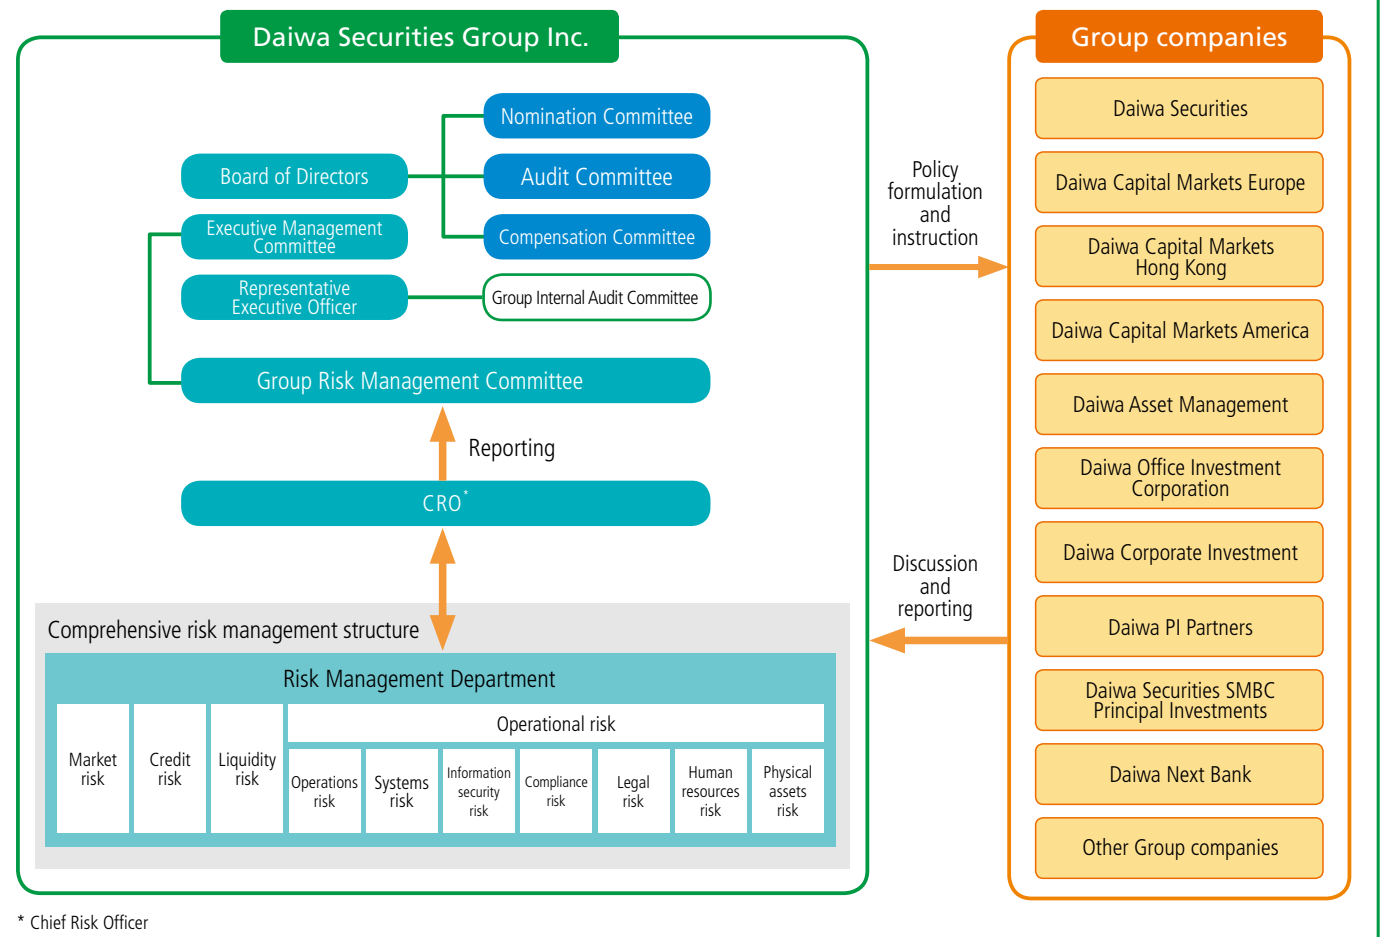 Daiwa Securities Group Inc.
Nomination Committee
Board of Directors
Audit Committee
Executive Management
Committee
Compensation Committee
Representative
Executive Officer
Group Internal Audit Committee
Group Risk Management Committee
Reporting
CRO*
Comprehensive risk management structure
Risk Management Department
Market
risk
Credit
risk
Liquidity
risk
Operational risk
Operations
risk
Systems
risk
Information
security
risk
Compliance
risk
Legal
risk
Human
resources
risk
Physical
assets
risk
Policy
formulation
and
instruction
Discussion
and
reporting
Group companies
Daiwa Securities
Daiwa Capital Markets Europe
Daiwa Capital Markets
Hong Kong
Daiwa Capital Markets America
Daiwa Asset Management
Daiwa Office Investment
Corporation
Daiwa Corporate Investment
Daiwa PI Partners
Daiwa Securities SMBC
Principal Investments
Daiwa Next Bank
Other Group companies
* Chief Risk Officer